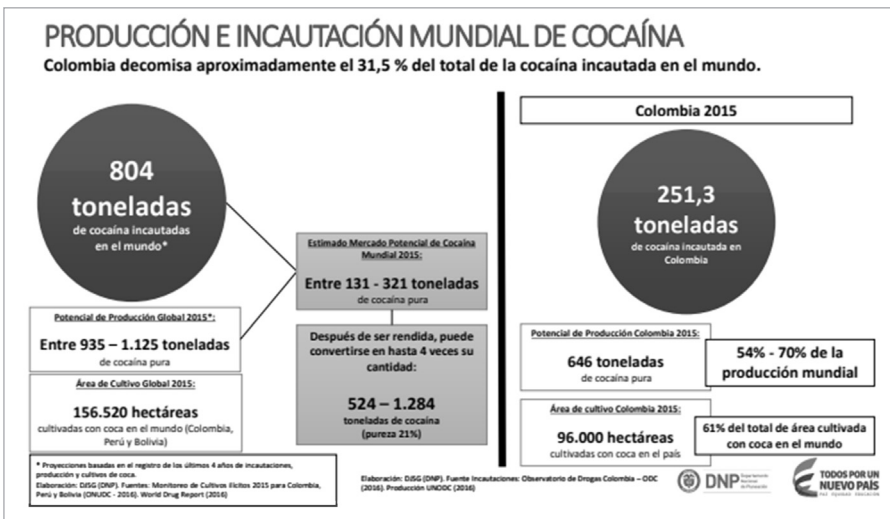 PRODUCCIÓN E INCAUTACIÓN MUNDIAL DE COCAÍNA
Colombia decomisa aproximadamente el 31,5 % del total de la cocaína incautada en el mundo.
804
toneladas
de cocaína incautadas
en el mundo*
Potencial de Producción Global 2015*:
Entre 935 – 1.125 toneladas
de cocaína pura
Área de Cultivo Global 2015:
156.520 hectáreas
cultivadas con coca en el mundo (Colombia,
Perú y Bolivia)
Estimado Mercado Potencial de Cocaína
Mundial 2015:
Entre 131 - 321 toneladas
de cocaína pura
Después de ser rendida, puede
convertirse en hasta 4 veces su
cantidad:
524 – 1.284
toneladas de cocaína
(pureza 21%)
Colombia 2015
251,3
toneladas
de cocaína incautada en
Colombia
Potencial de Producción Colombia 2015:
646 toneladas
de cocaína pura
54% - 70% de la
producción mundial
Área de cultivo Colombia 2015:
96.000 hectáreas
cultivadas con coca en el país
61% del total de área cultivada
con coca en el mundo
* Proyecciones basadas en el registro de los últimos 4 años de incautaciones,
producción y cultivos de coca.
Elaboración: DJSG (DNP). Fuentes: Monitoreo de Cultivos Ilícitos 2015 para Colombia,
Perú y Bolivia (ONUDC - 2016). World Drug Report (2016)
Elaboración: DJSG (DNP). Fuente Incautaciones: Observatorio de Drogas Colombia – ODC
(2016). Producción UNODC (2016)
DNP
Departamento
Nacional
de Planeación
TODOS POR UN
NUEVO PAÍS
PAZ EQUIDAD EDUCACIÓN